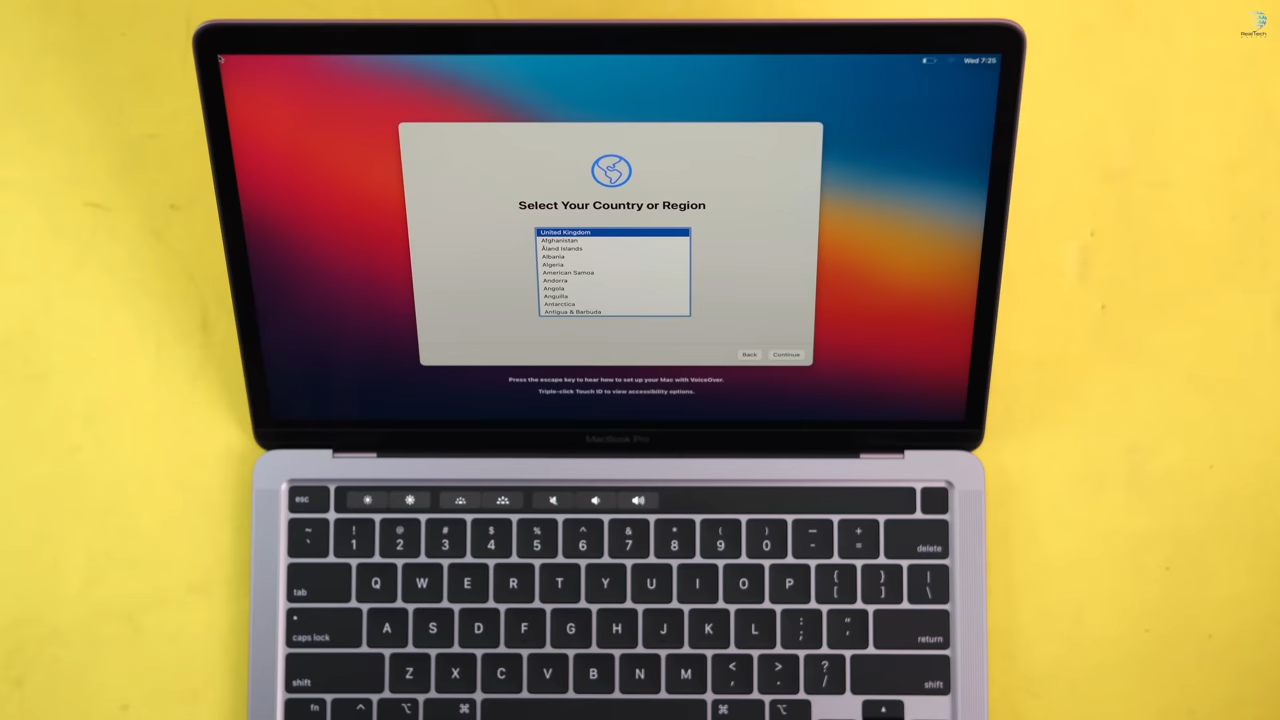 RealTech
Wed 7:25
Select Your Country or Region
United Kingdom
Afghanistan
Åland Islands
Albania
Algeria
American Samoa
Andorra
Angola
Anguilla
Antarctica
Antigua & Barbuda
Back Continue
Press the escape key to hear how to set up your Mac with VoiceOver.
Triple-click Touch ID to view accessibility options.
MacBook Pro
esc
~ ! @ # $ % ^ & * ( ) — +
` 1 2 3 4 5 6 7 8 9 0 - = delete
tab Q W E R T Y U I O P { [ } ] | \
caps lock A S D F G H J K L : ; " ' return
shift Z X C V B N M < , > . ? / shift
fn ^ ⌥ ⌘ ⌘ ⌥ ▲